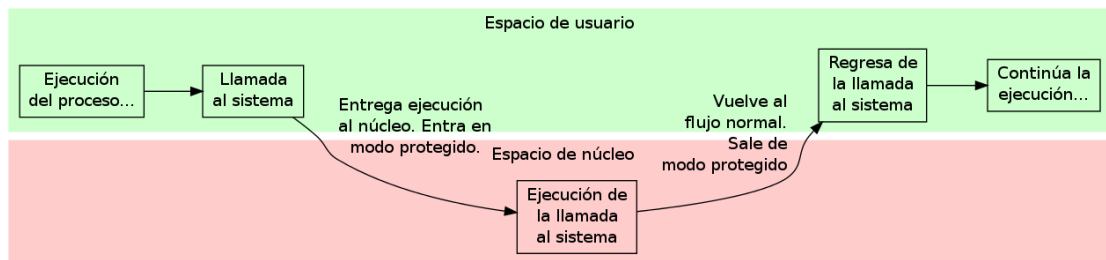 Espacio de usuario
Ejecución
del proceso...
Llamada
al sistema
Entrega ejecución
al núcleo. Entra en
modo protegido.
Espacio de núcleo
Ejecución de
la llamada
al sistema
Vuelve al
flujo normal.
Sale de
modo protegido
Regresa de
la llamada
al sistema
Continúa la
ejecución...